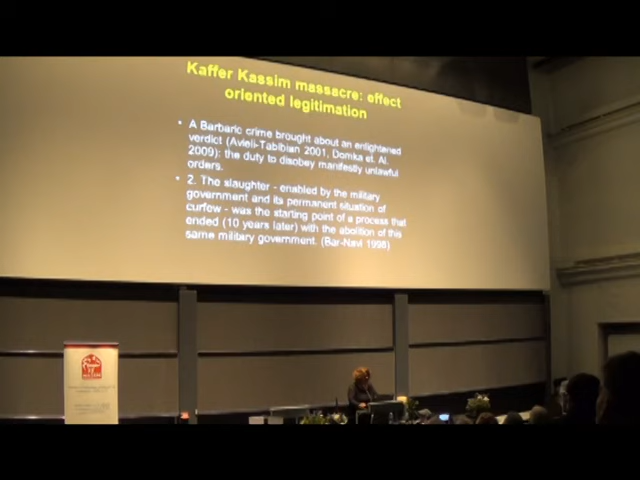 Kaffer Kassim massacre: effect
oriented legitimation
• A Barbaric crime brought about an enlightened
verdict (Avieli-Tabibian 2001, Domka et. Al.
2009): the duty to disobey manifestly unlawful
orders.
• 2. The slaughter - enabled by the military
government and its permanent situation of
curfew - was the starting point of a process that
ended (10 years later) with the abolition of this
same military government. (Bar-Navi 1998)